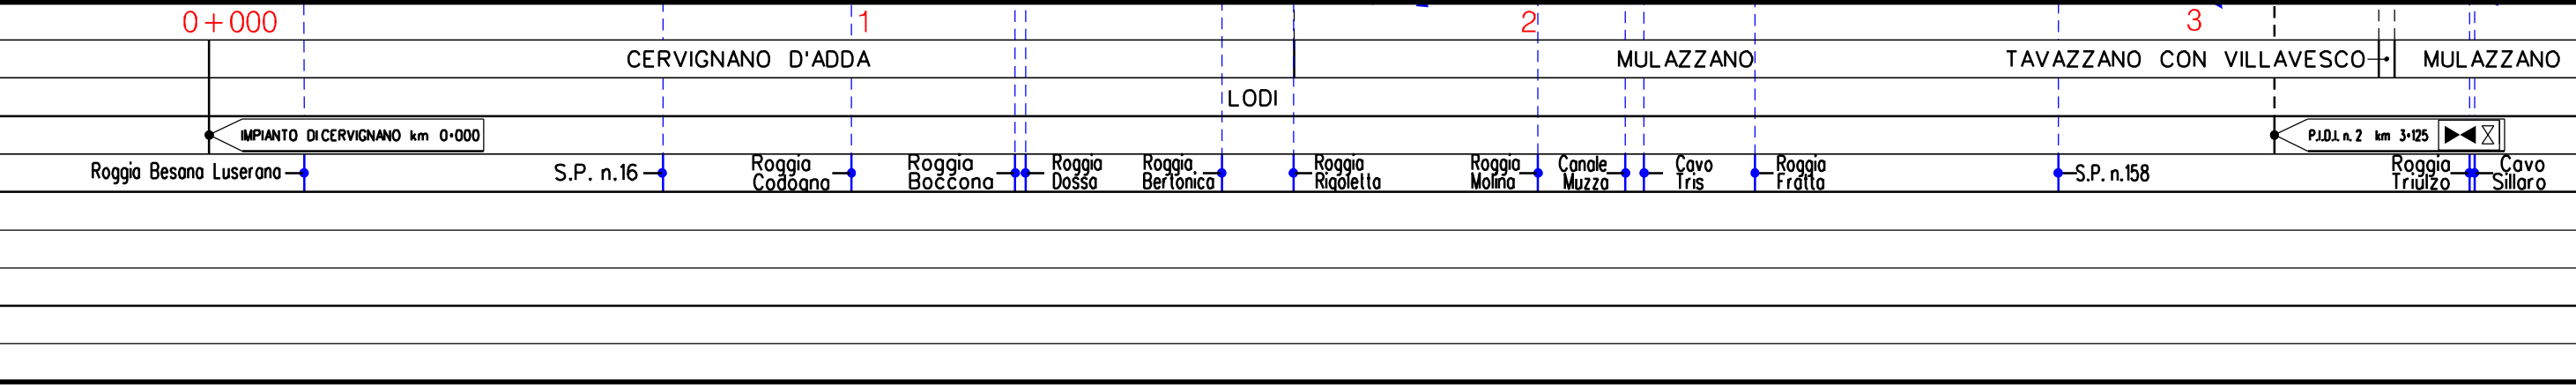 0+000 1 2 3
CERVIGNANO D'ADDA MULAZZANO TAVAZZANO CON VILLAVESCO MULAZZANO
LODI
IMPIANTO DI CERVIGNANO km 0+000 P.I.D.I. n. 2 km 3+125
Roggia Besana Luserana
S.P. n.16
Roggia
Codogna
Roggia
Boccona
Roggia
Dossa
Roggia
Bertonica
Roggia
Rigoletta
Roggia
Molina
Canale
Muzza
Cavo
Tris
Roggia
Fratta
S.P. n.158
Roggia
Triulzo
Cavo
Sillaro